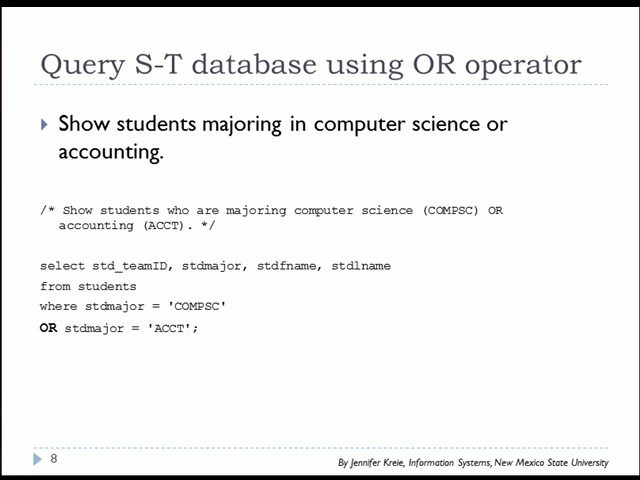 Query S-T database using OR operator
Show students majoring in computer science or
accounting.
/* Show students who are majoring computer science (COMPSC) OR
accounting (ACCT). */
select std_teamID, stdmajor, stdfname, stdlname
from students
where stdmajor = 'COMPSC'
OR stdmajor = 'ACCT';
8
By Jennifer Kreie, Information Systems, New Mexico State University